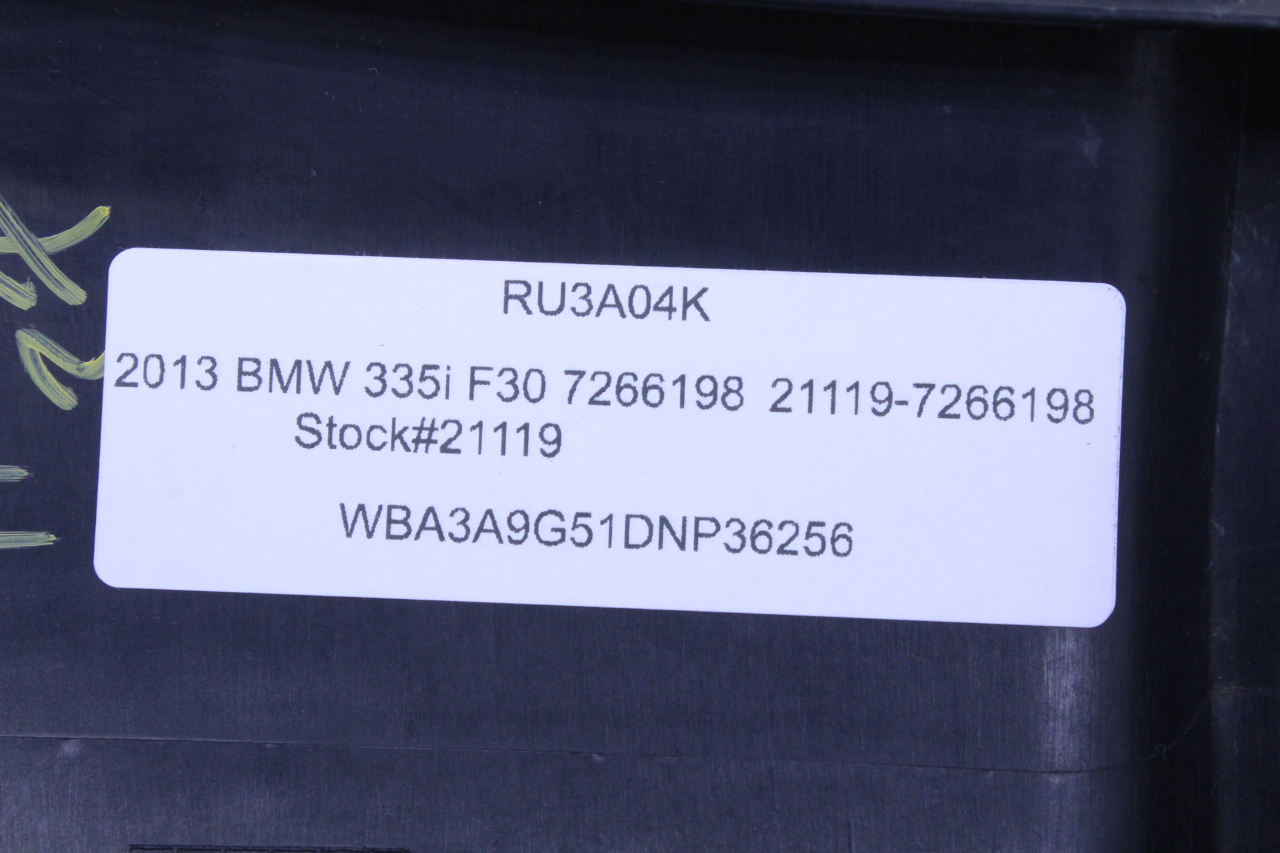 RU3A04K
2013 BMW 335i F30 7266198 21119-7266198
Stock#21119
WBA3A9G51DNP36256